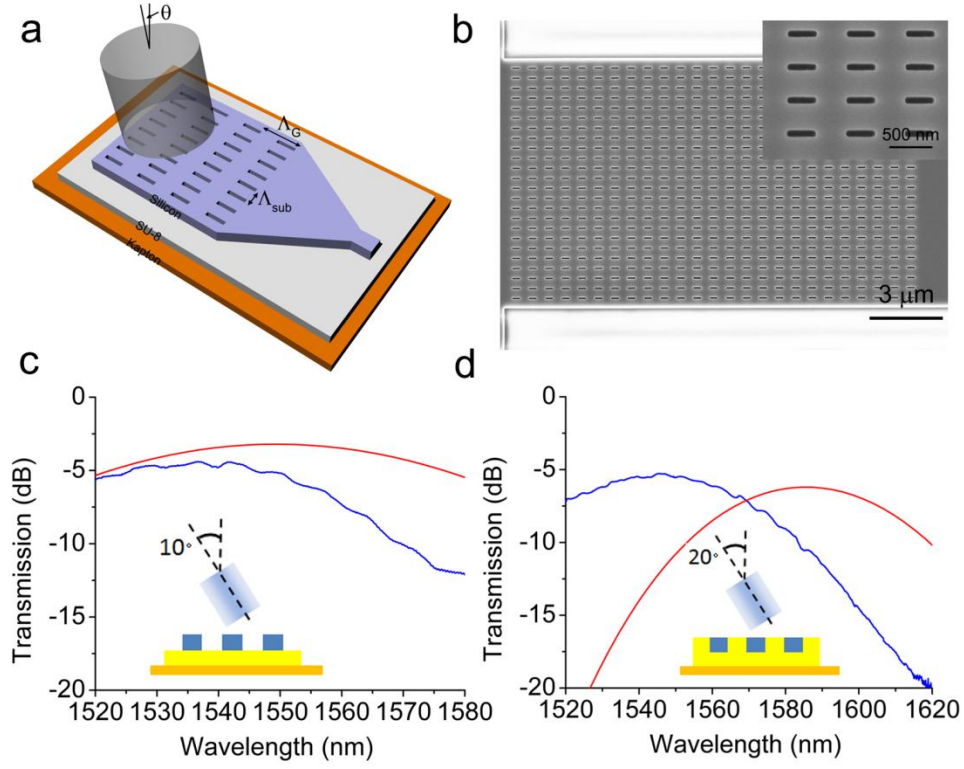 a
θ
Λ_G
Λ_sub
Silicon
SU-8
Kapton
b
500 nm
3 μm
c
Transmission (dB)
0
-5
-10
-15
-20
10°
1520 1530 1540 1550 1560 1570 1580
Wavelength (nm)
d
Transmission (dB)
0
-5
-10
-15
-20
20°
1520 1540 1560 1580 1600 1620
Wavelength (nm)